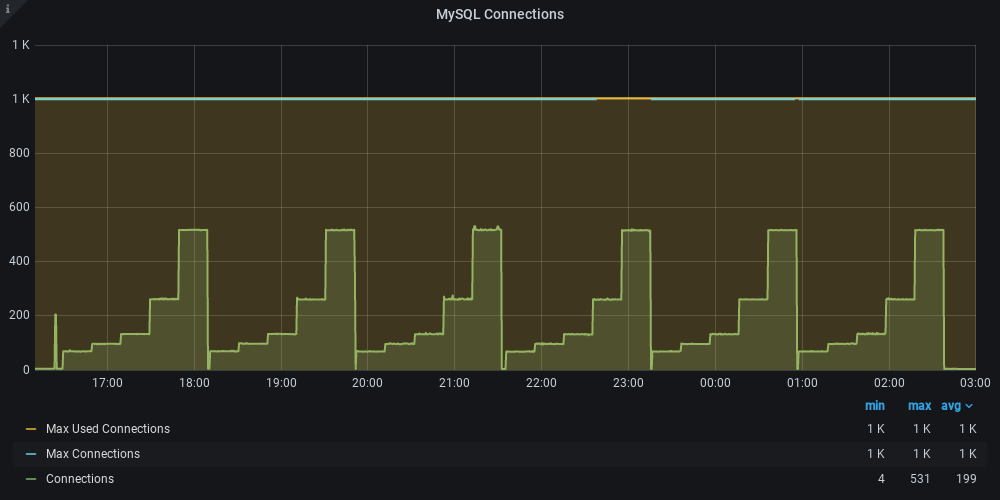 i
MySQL Connections
1 K
1 K
800
600
400
200
0
17:00 18:00 19:00 20:00 21:00 22:00 23:00 00:00 01:00 02:00 03:00
min max avg
Max Used Connections 1 K 1 K 1 K
Max Connections 1 K 1 K 1 K
Connections 4 531 199